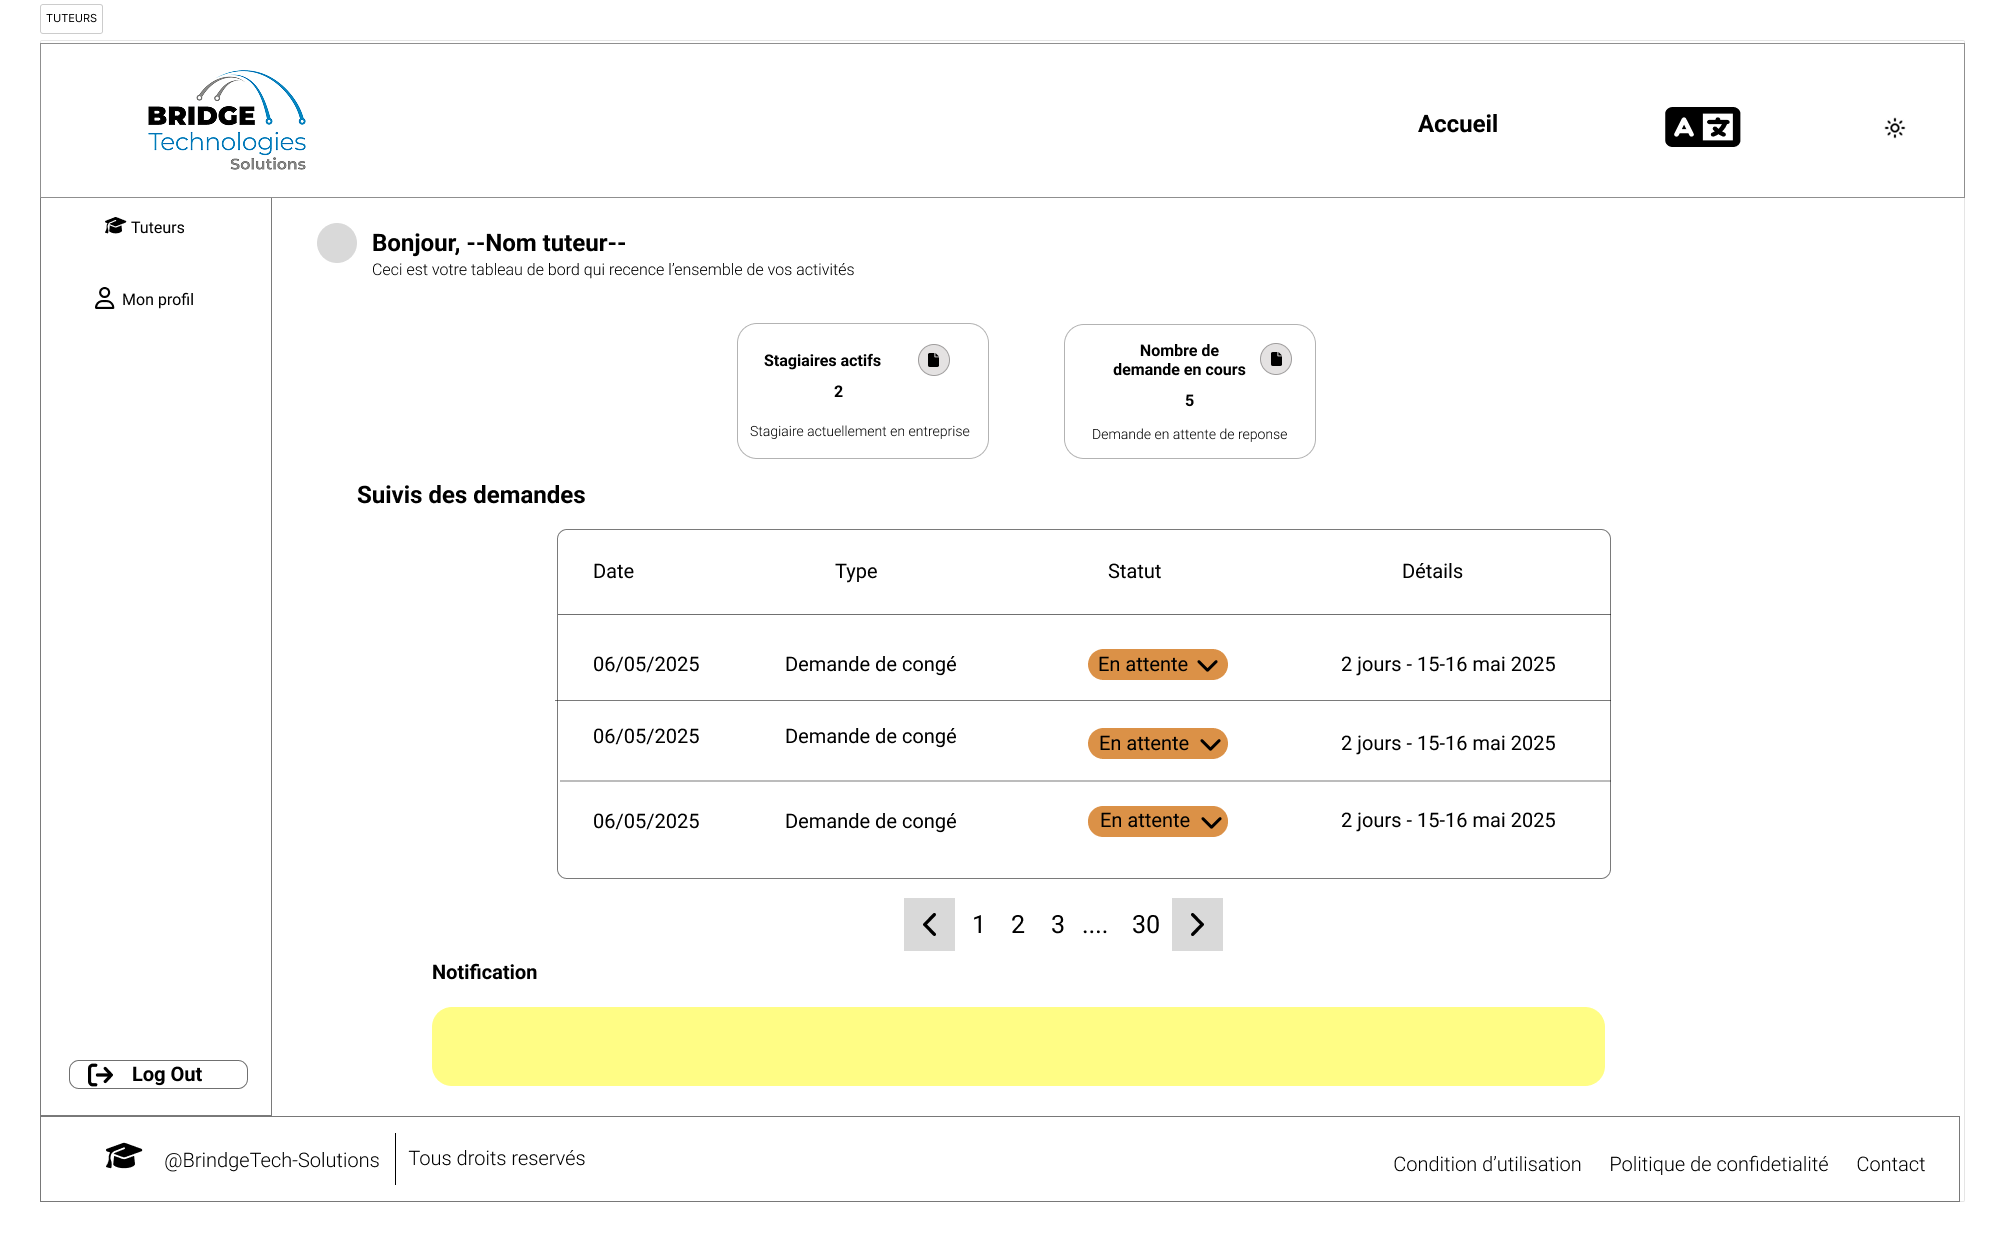 TUTEURS
BRIDGE
Technologies
Solutions
Accueil
A 文
Tuteurs
Mon profil
Bonjour, --Nom tuteur--
Ceci est votre tableau de bord qui recence l'ensemble de vos activités
Stagiaires actifs
2
Stagiaire actuellement en entreprise
Nombre de
demande en cours
5
Demande en attente de reponse
Suivis des demandes
Date Type Statut Détails
06/05/2025 Demande de congé En attente 2 jours - 15-16 mai 2025
06/05/2025 Demande de congé En attente 2 jours - 15-16 mai 2025
06/05/2025 Demande de congé En attente 2 jours - 15-16 mai 2025
1 2 3 .... 30
Notification
Log Out
@BrindgeTech-Solutions Tous droits reservés
Condition d'utilisation Politique de confidetialité Contact